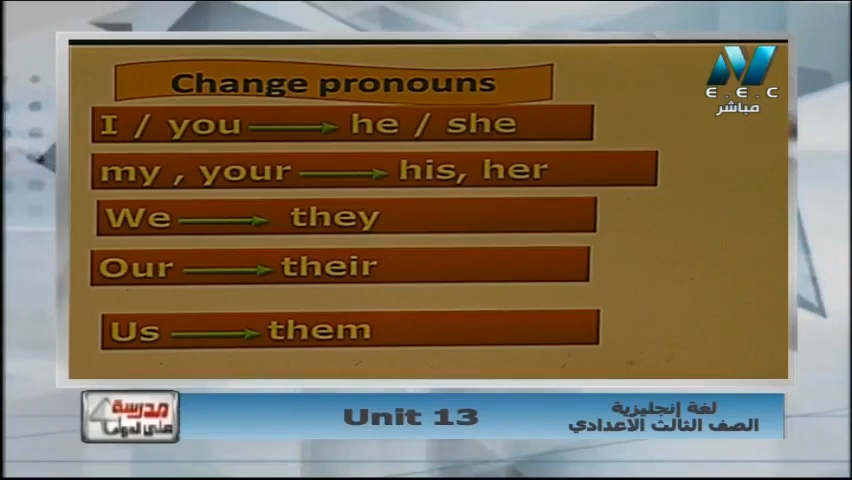 Change pronouns
E.E.C
مباشر
I / you → he / she
my , your → his, her
We → they
Our → their
Us → them
مدرسة
على الهواء
Unit 13
لغة إنجليزية
الصف الثالث الاعدادي